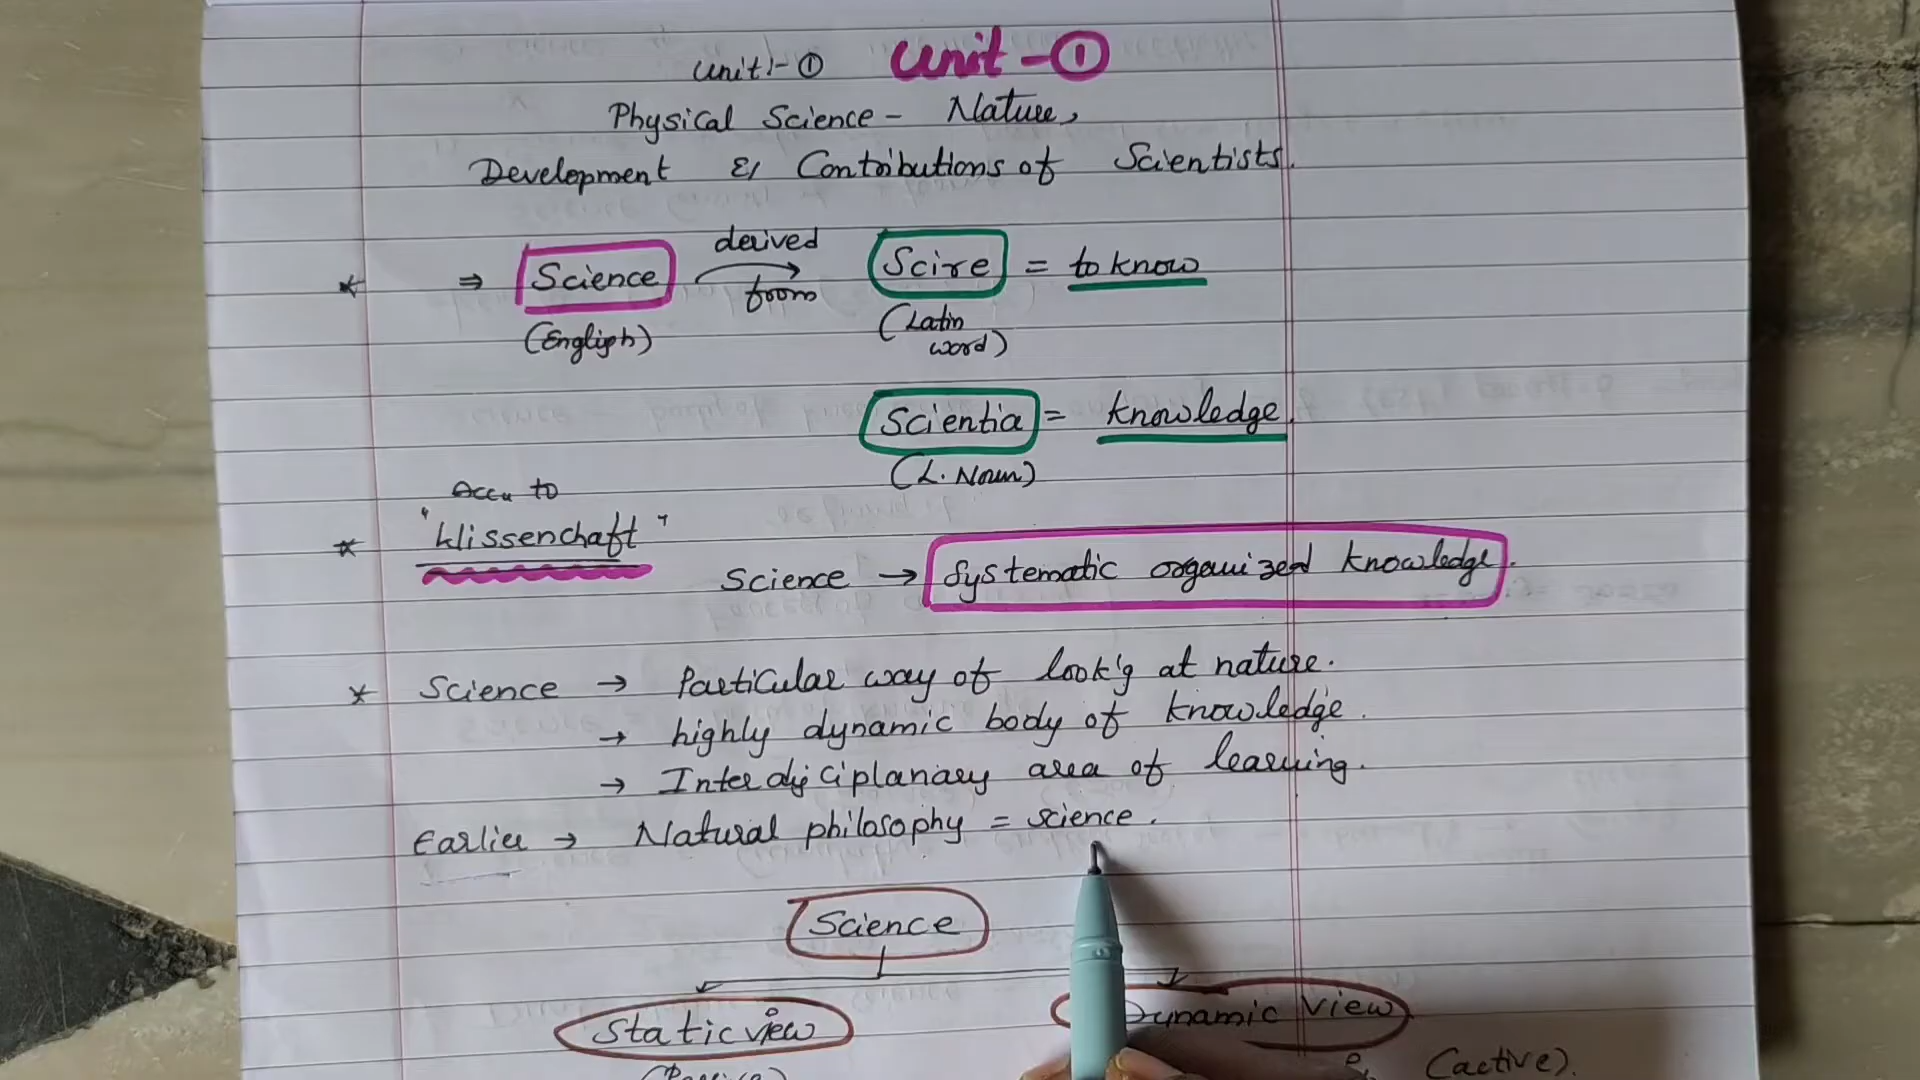 Unit:- ① Unit - ①
Physical Science - Nature,
Development & Contributions of Scientists.
* ⇒ Science derived from Scire = to know
(English) (Latin word)
Scientia = knowledge.
(L. Noun)
Accu to
* "Wissenchaft"
Science → Systematic organized knowledge.
* Science → Particular way of look'g at nature.
→ highly dynamic body of knowledge.
→ Interdisciplanary area of learning.
Earlier → Natural philosophy = science.
Science
Static view Dynamic View
(active).